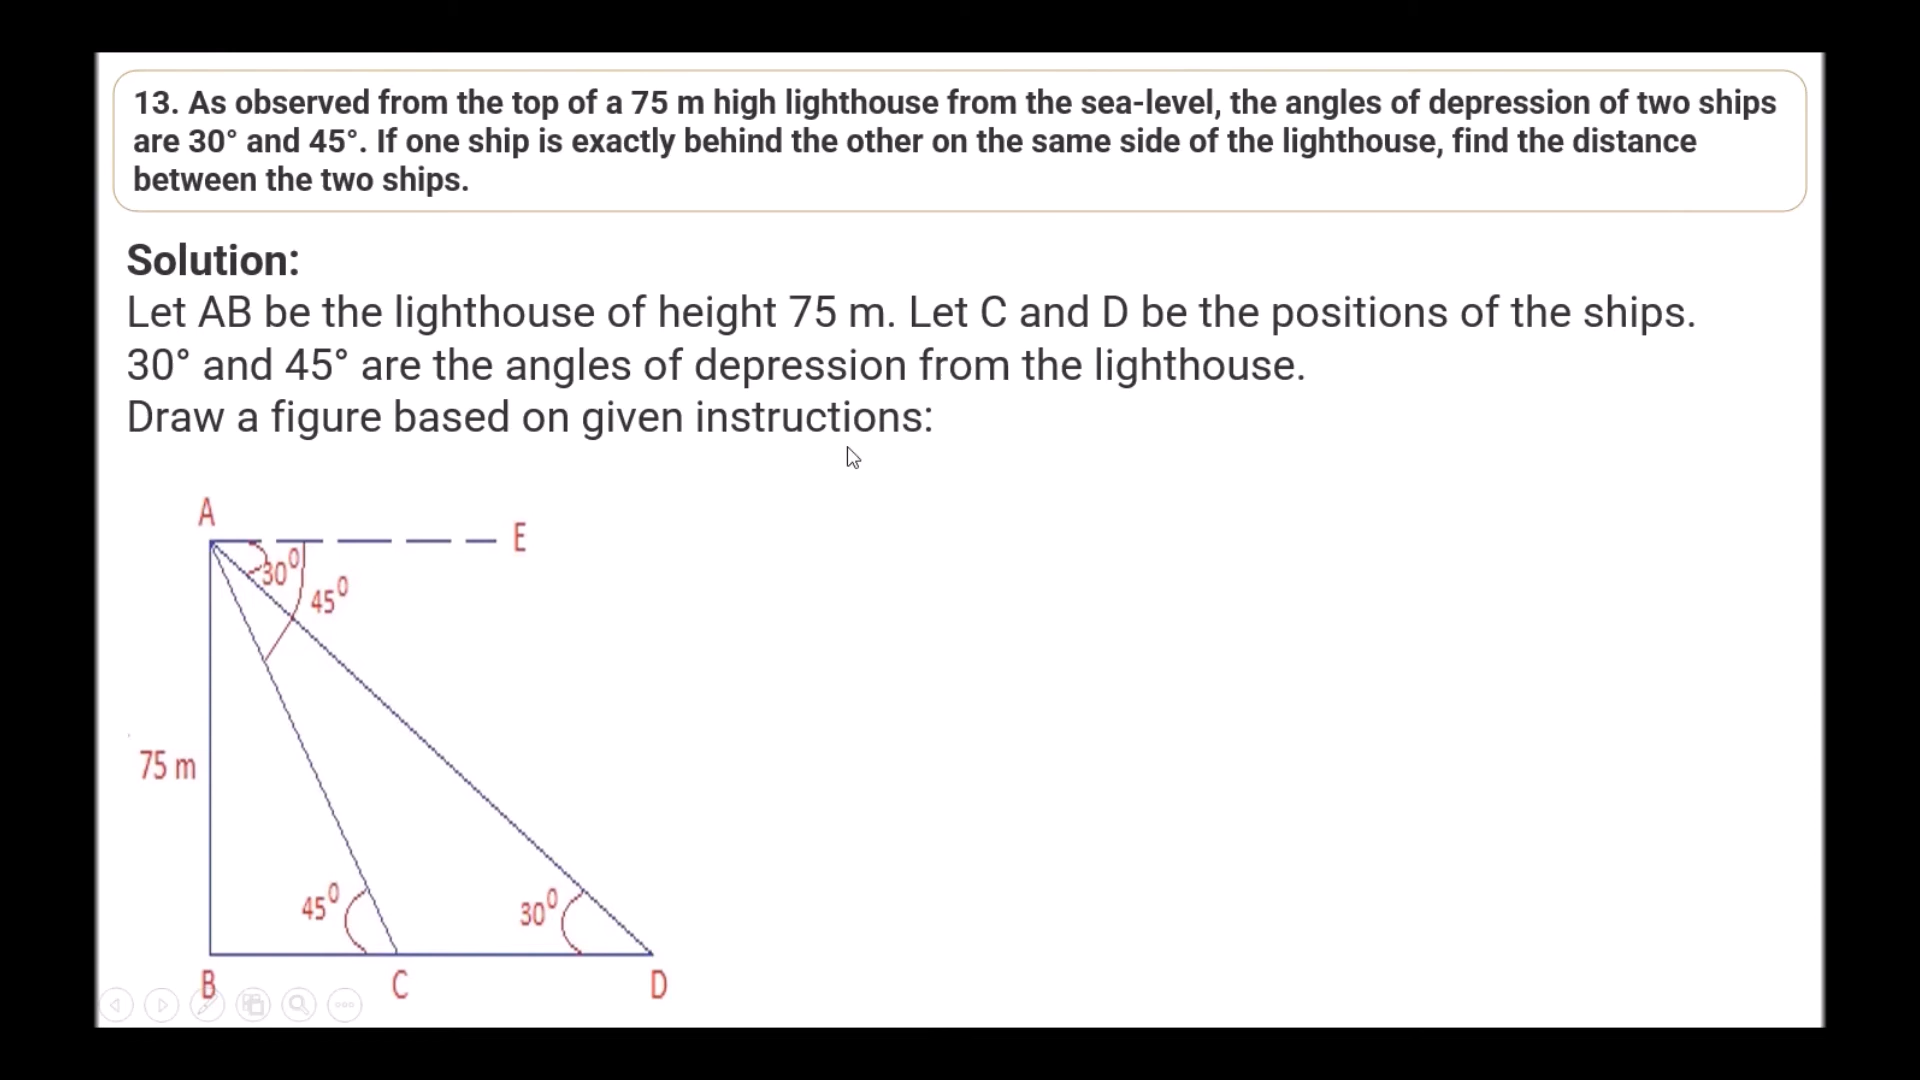 13. As observed from the top of a 75 m high lighthouse from the sea-level, the angles of depression of two ships
are 30° and 45°. If one ship is exactly behind the other on the same side of the lighthouse, find the distance
between the two ships.
Solution:
Let AB be the lighthouse of height 75 m. Let C and D be the positions of the ships.
30° and 45° are the angles of depression from the lighthouse.
Draw a figure based on given instructions:
A
E
30⁰
45⁰
75 m
45⁰
30⁰
B
C
D